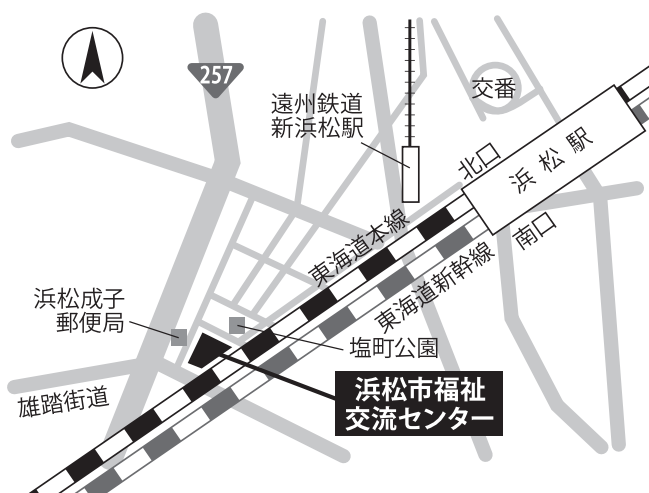 257
遠州鉄道
新浜松駅
交番
北口
浜松駅
南口
東海道本線
東海道新幹線
浜松成子
郵便局
塩町公園
雄踏街道
浜松市福祉
交流センター